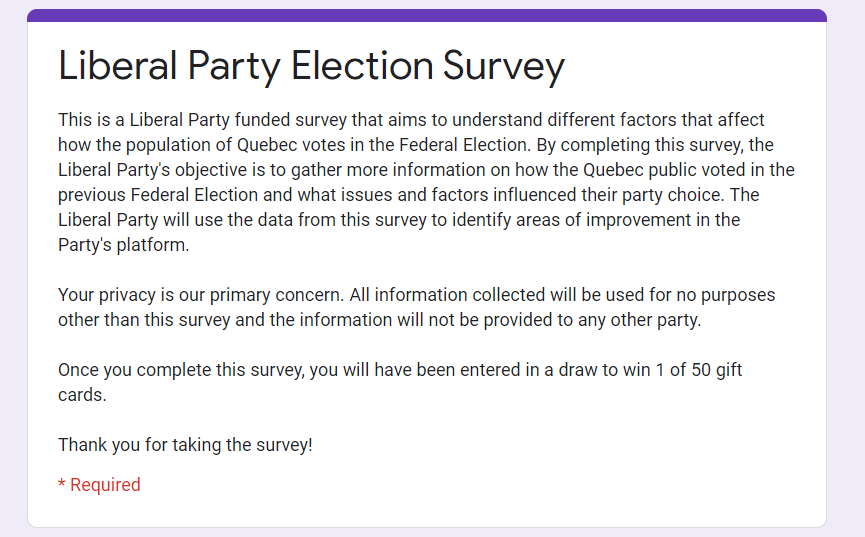 Liberal Party Election Survey
This is a Liberal Party funded survey that aims to understand different factors that affect
how the population of Quebec votes in the Federal Election. By completing this survey, the
Liberal Party's objective is to gather more information on how the Quebec public voted in the
previous Federal Election and what issues and factors influenced their party choice. The
Liberal Party will use the data from this survey to identify areas of improvement in the
Party's platform.
Your privacy is our primary concern. All information collected will be used for no purposes
other than this survey and the information will not be provided to any other party.
Once you complete this survey, you will have been entered in a draw to win 1 of 50 gift
cards.
Thank you for taking the survey!
* Required